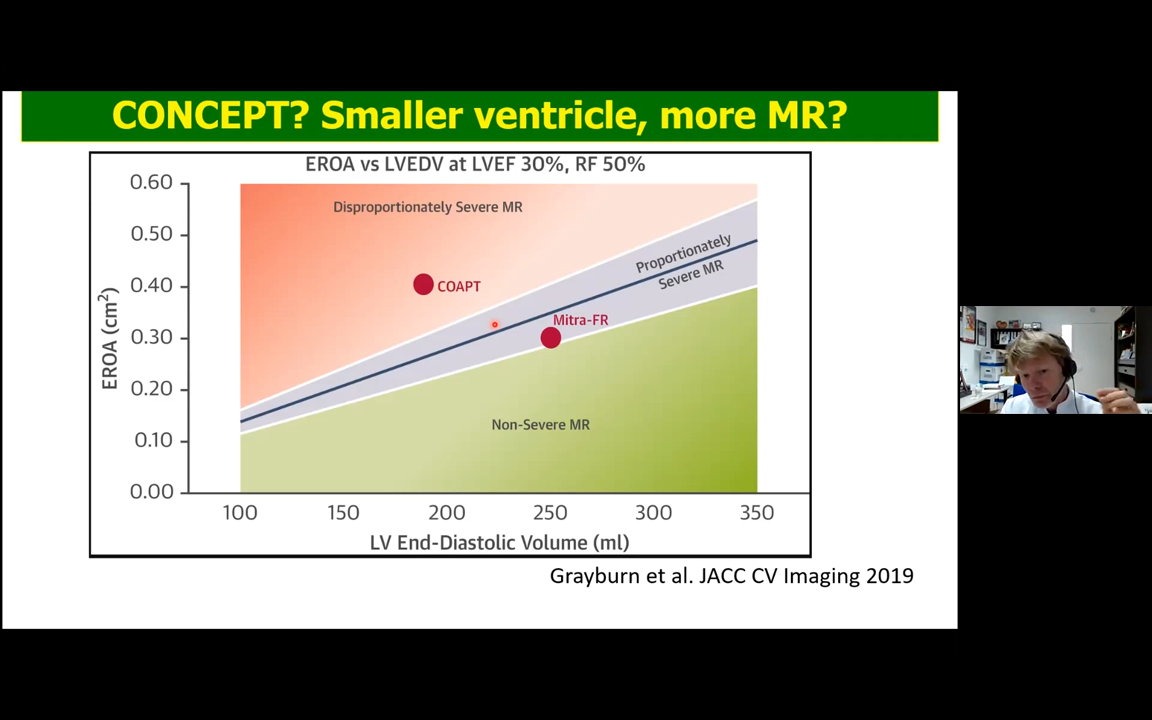 CONCEPT? Smaller ventricle, more MR?
EROA vs LVEDV at LVEF 30%, RF 50%
0.60
0.50
0.40
0.30
0.20
0.10
0.00
EROA (cm²)
Disproportionately Severe MR
COAPT
Proportionately
Severe MR
Mitra-FR
Non-Severe MR
100 150 200 250 300 350
LV End-Diastolic Volume (ml)
Grayburn et al. JACC CV Imaging 2019